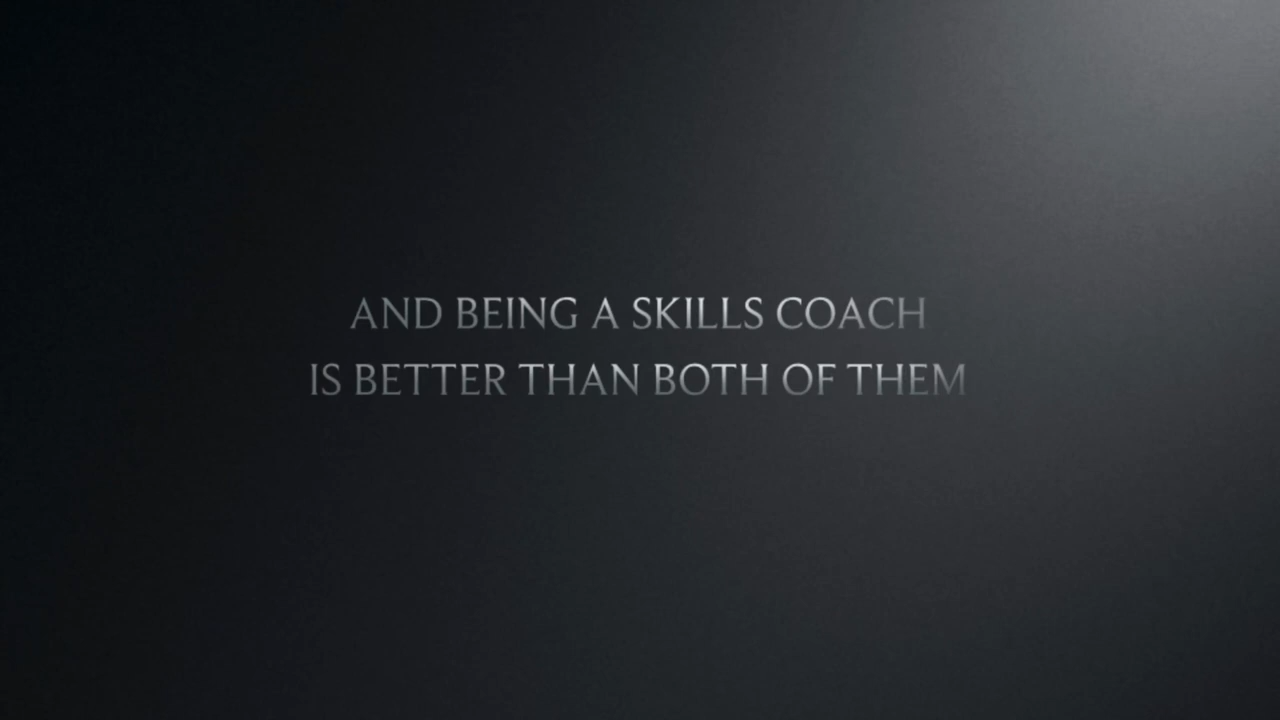 AND BEING A SKILLS COACH
IS BETTER THAN BOTH OF THEM